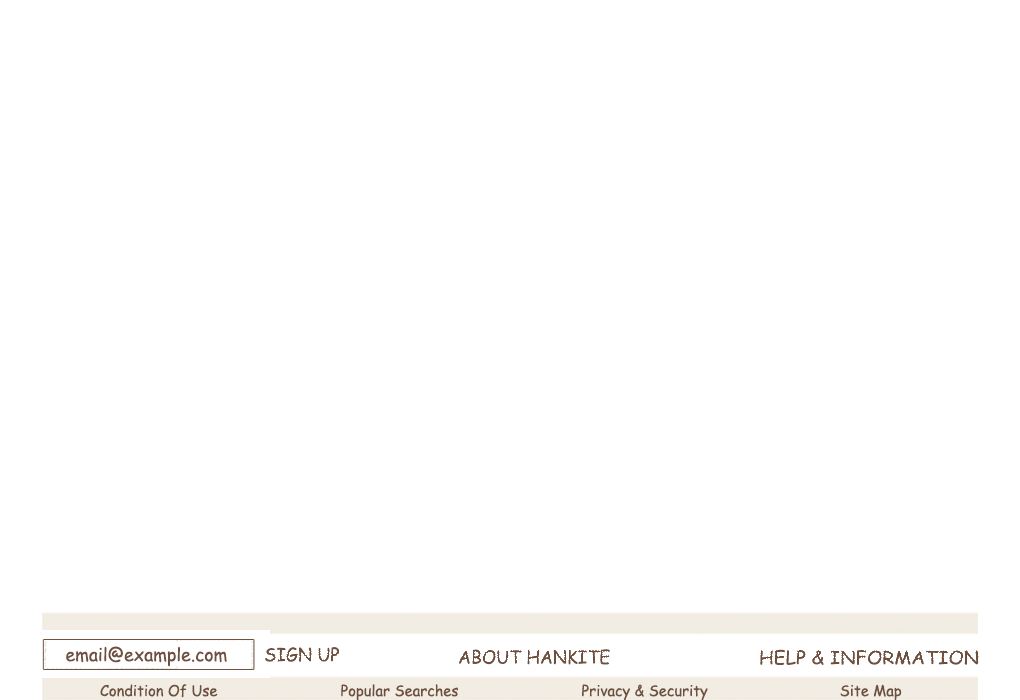 email@example.com SIGN UP ABOUT HANKITE HELP & INFORMATION
Condition Of Use Popular Searches Privacy & Security Site Map